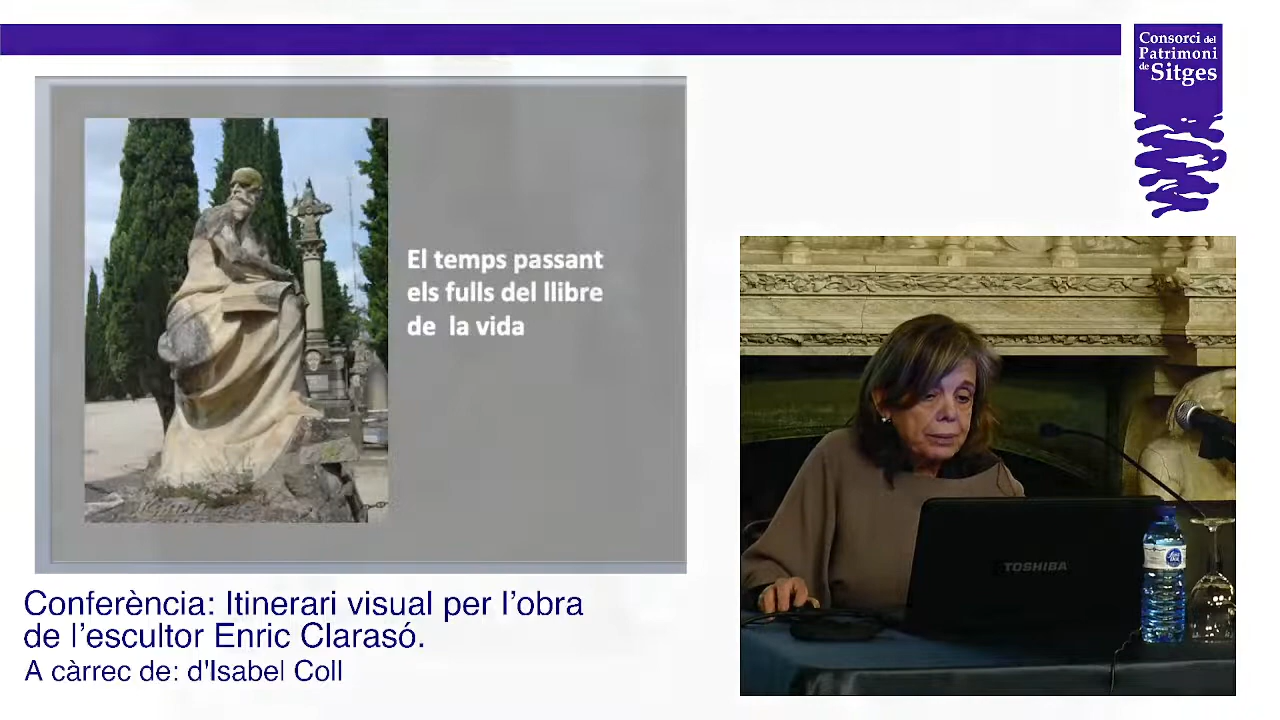 Consorci del
Patrimoni
de Sitges
El temps passant
els fulls del llibre
de la vida
TOSHIBA
Conferència: Itinerari visual per l'obra
de l'escultor Enric Clarasó.
A càrrec de: d'Isabel Coll